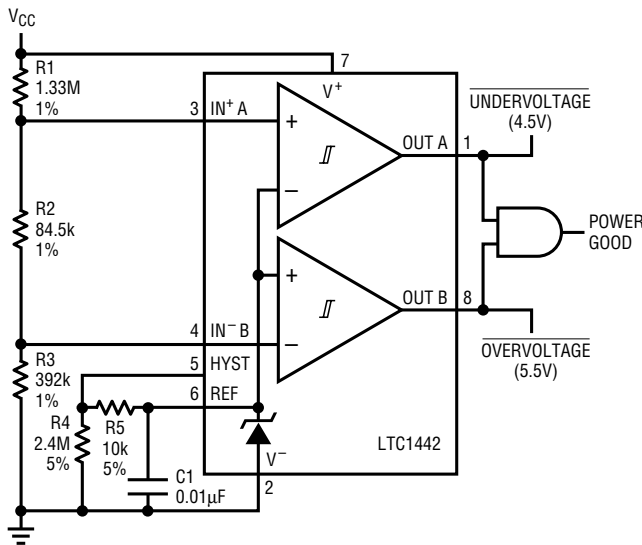 V_CC
R1
1.33M
1%
7
V+
3
IN+ A
+
−
OUT A
1
UNDERVOLTAGE
(4.5V)
R2
84.5k
1%
POWER
GOOD
+
−
OUT B
8
4
IN− B
OVERVOLTAGE
(5.5V)
5
HYST
6
REF
R3
392k
1%
R4
2.4M
5%
R5
10k
5%
C1
0.01µF
V−
2
LTC1442